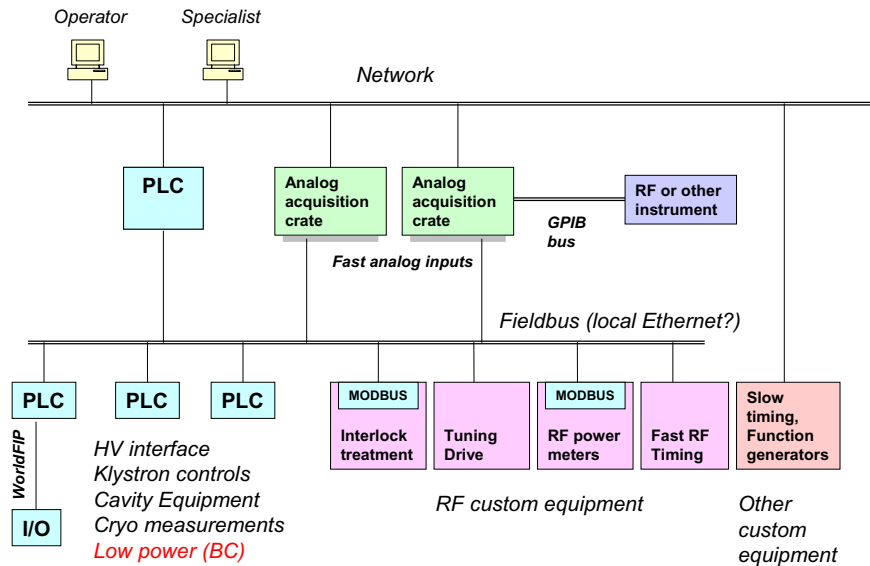 Operator
Specialist
Network
PLC
Analog
acquisition
crate
Analog
acquisition
crate
GPIB
bus
RF or other
instrument
Fast analog inputs
Fieldbus (local Ethernet?)
PLC
PLC
PLC
WorldFIP
I/O
HV interface
Klystron controls
Cavity Equipment
Cryo measurements
Low power (BC)
MODBUS
Interlock
treatment
Tuning
Drive
MODBUS
RF power
meters
Fast RF
Timing
RF custom equipment
Slow
timing,
Function
generators
Other
custom
equipment